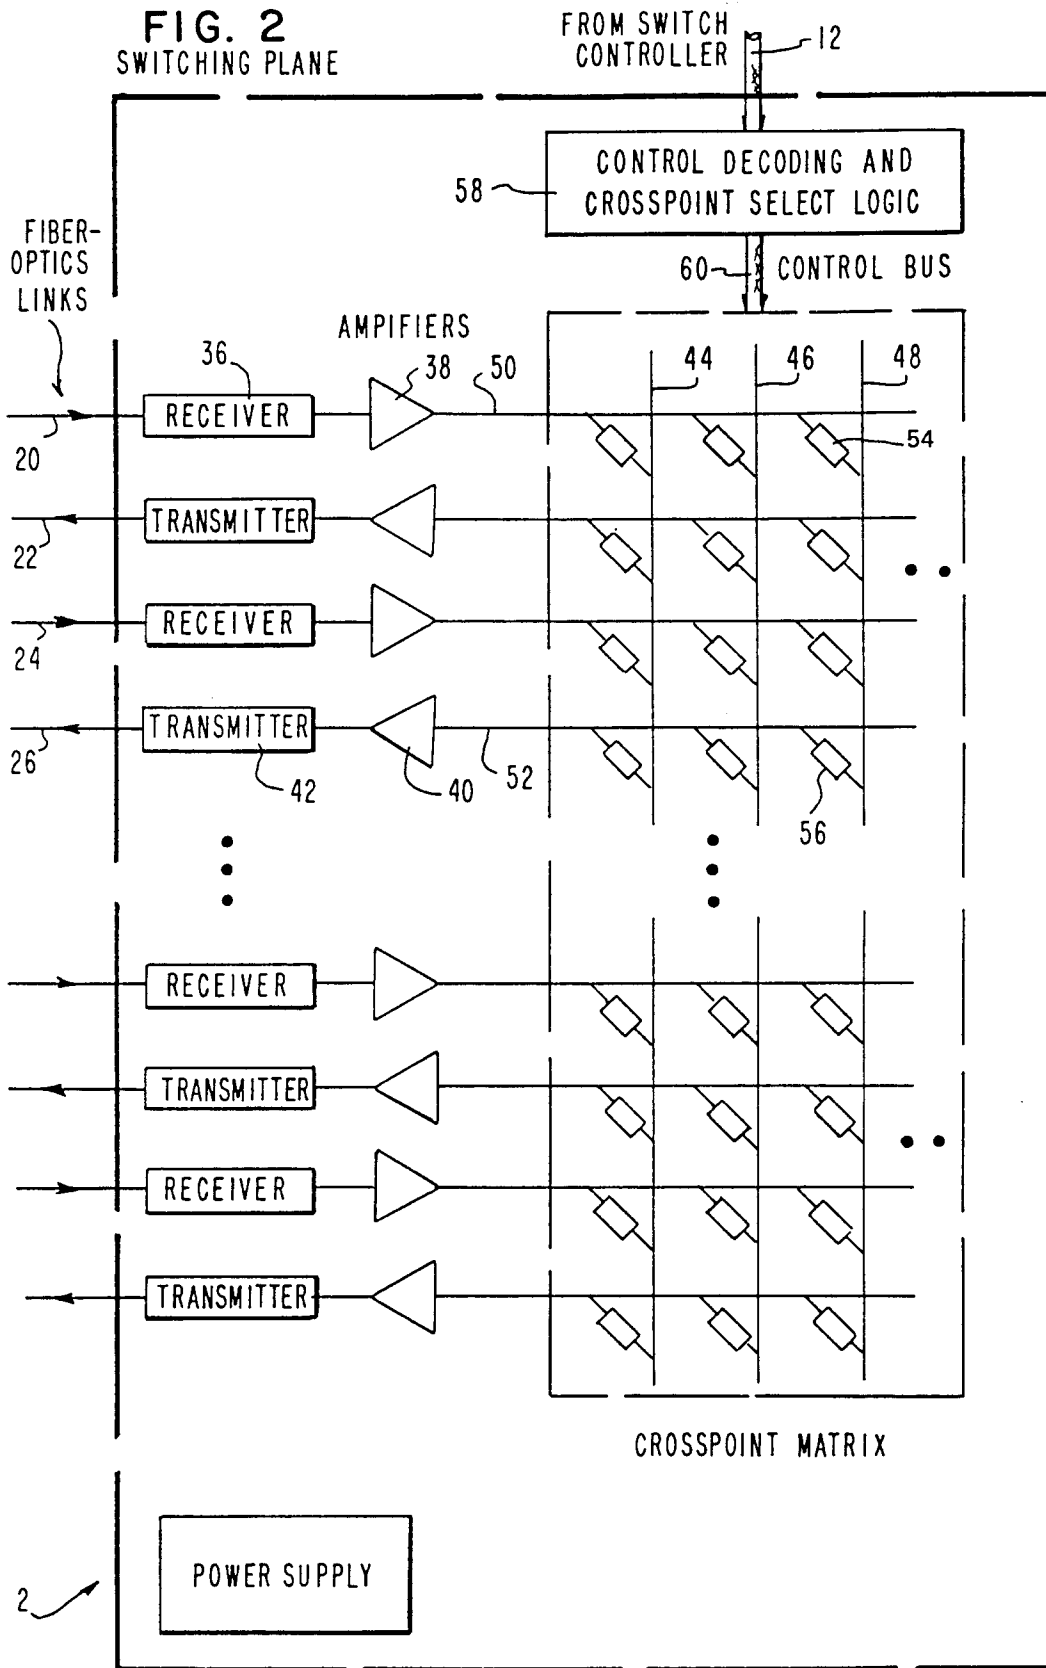 FIG. 2
SWITCHING PLANE
FROM SWITCH
CONTROLLER
12
CONTROL DECODING AND
CROSSPOINT SELECT LOGIC
58
FIBER-
OPTICS
LINKS
60
CONTROL BUS
AMPIFIERS
36
38
50
44
46
48
RECEIVER
54
20
TRANSMITTER
22
RECEIVER
24
TRANSMITTER
26
42
40
52
56
RECEIVER
TRANSMITTER
RECEIVER
TRANSMITTER
CROSSPOINT MATRIX
POWER SUPPLY
2